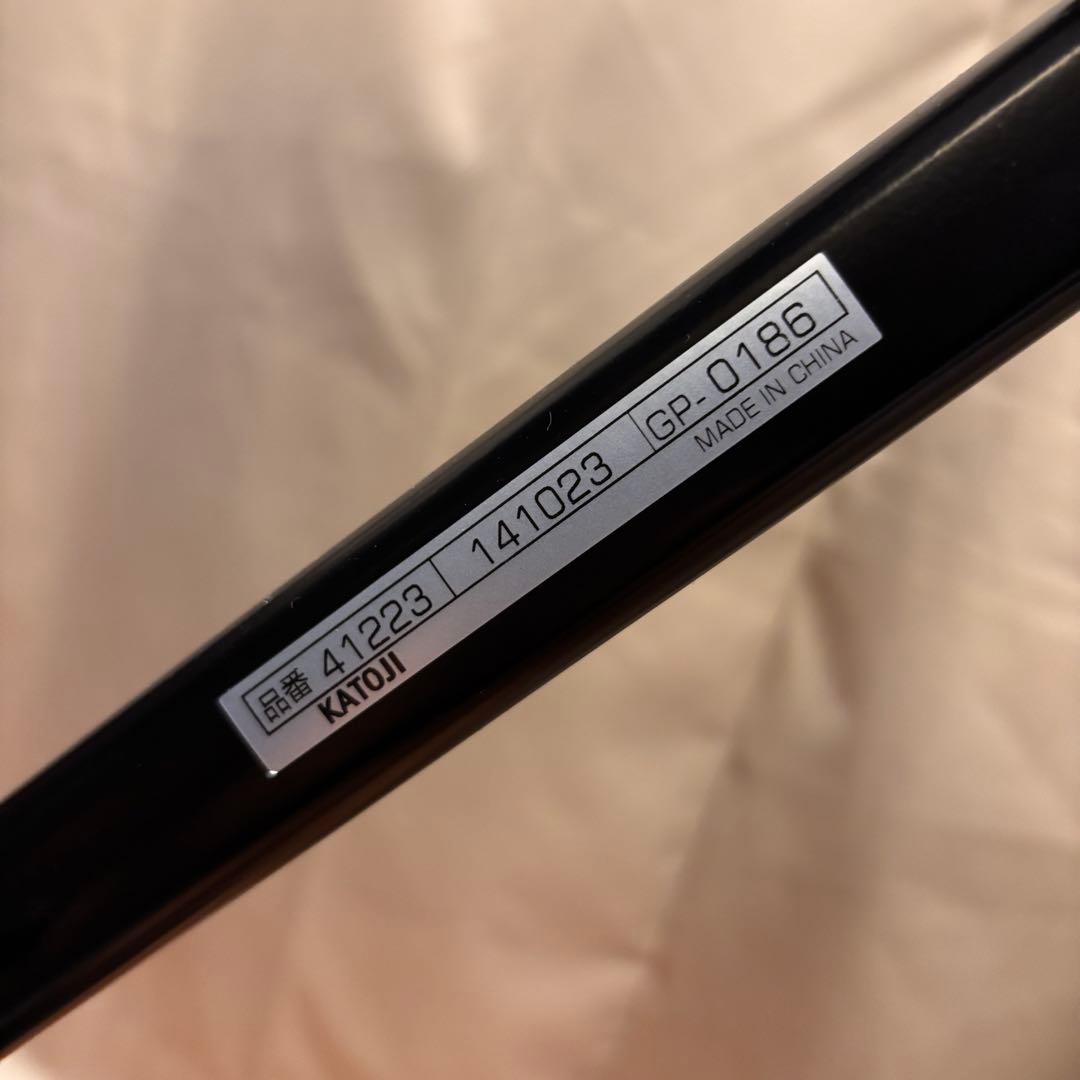 品番 41223 141023 GP- 0186
KATOJI MADE IN CHINA